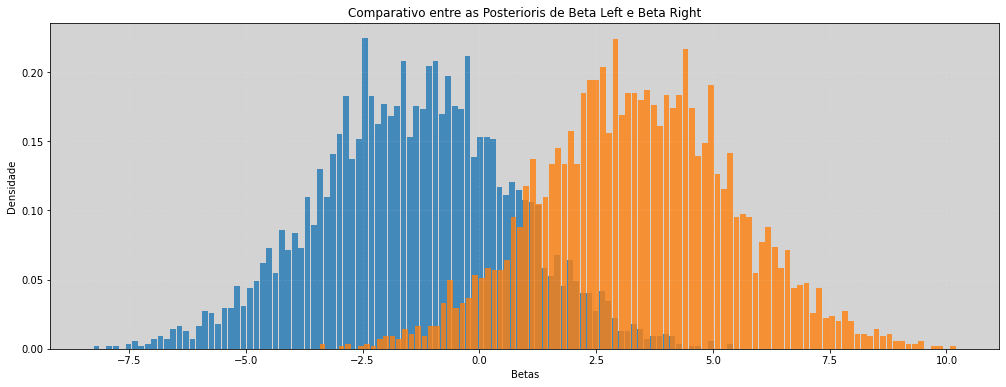 Comparativo entre as Posterioris de Beta Left e Beta Right
Densidade
0.20
0.15
0.10
0.05
0.00
−7.5 −5.0 −2.5 0.0 2.5 5.0 7.5 10.0
Betas